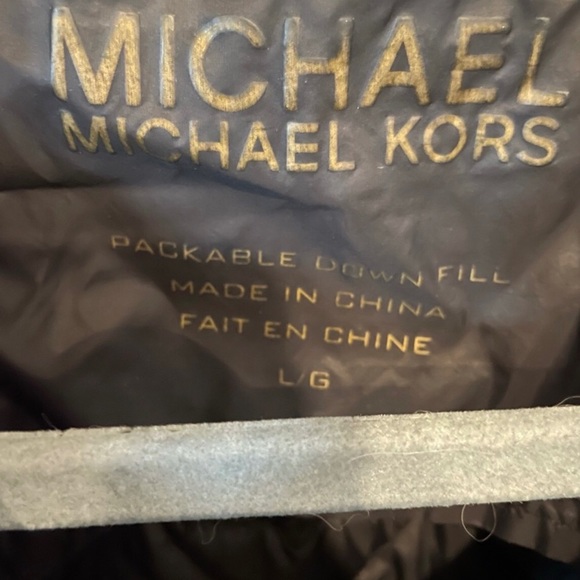 MICHAEL
MICHAEL KORS
PACKABLE DOWN FILL
MADE IN CHINA
FAIT EN CHINE
L/G